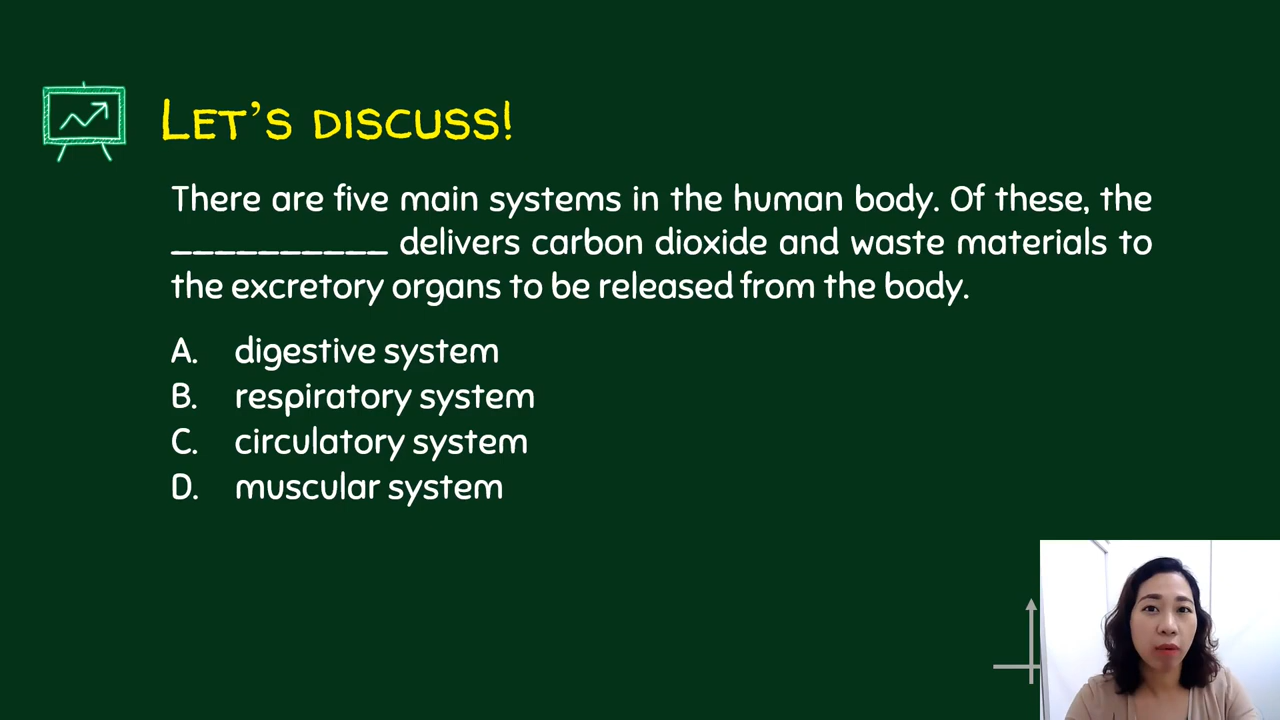 LET'S DISCUSS!
There are five main systems in the human body. Of these, the
__________ delivers carbon dioxide and waste materials to
the excretory organs to be released from the body.
A. digestive system
B. respiratory system
C. circulatory system
D. muscular system